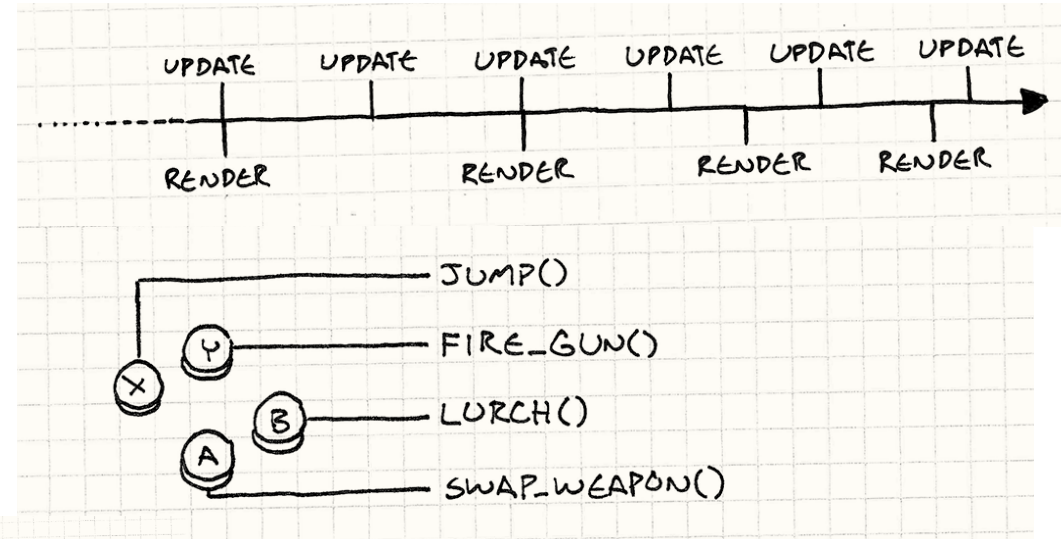 UPDATE UPDATE UPDATE UPDATE UPDATE UPDATE
RENDER RENDER RENDER RENDER
JUMP()
Y FIRE_GUN()
X
B LURCH()
A
SWAP_WEAPON()